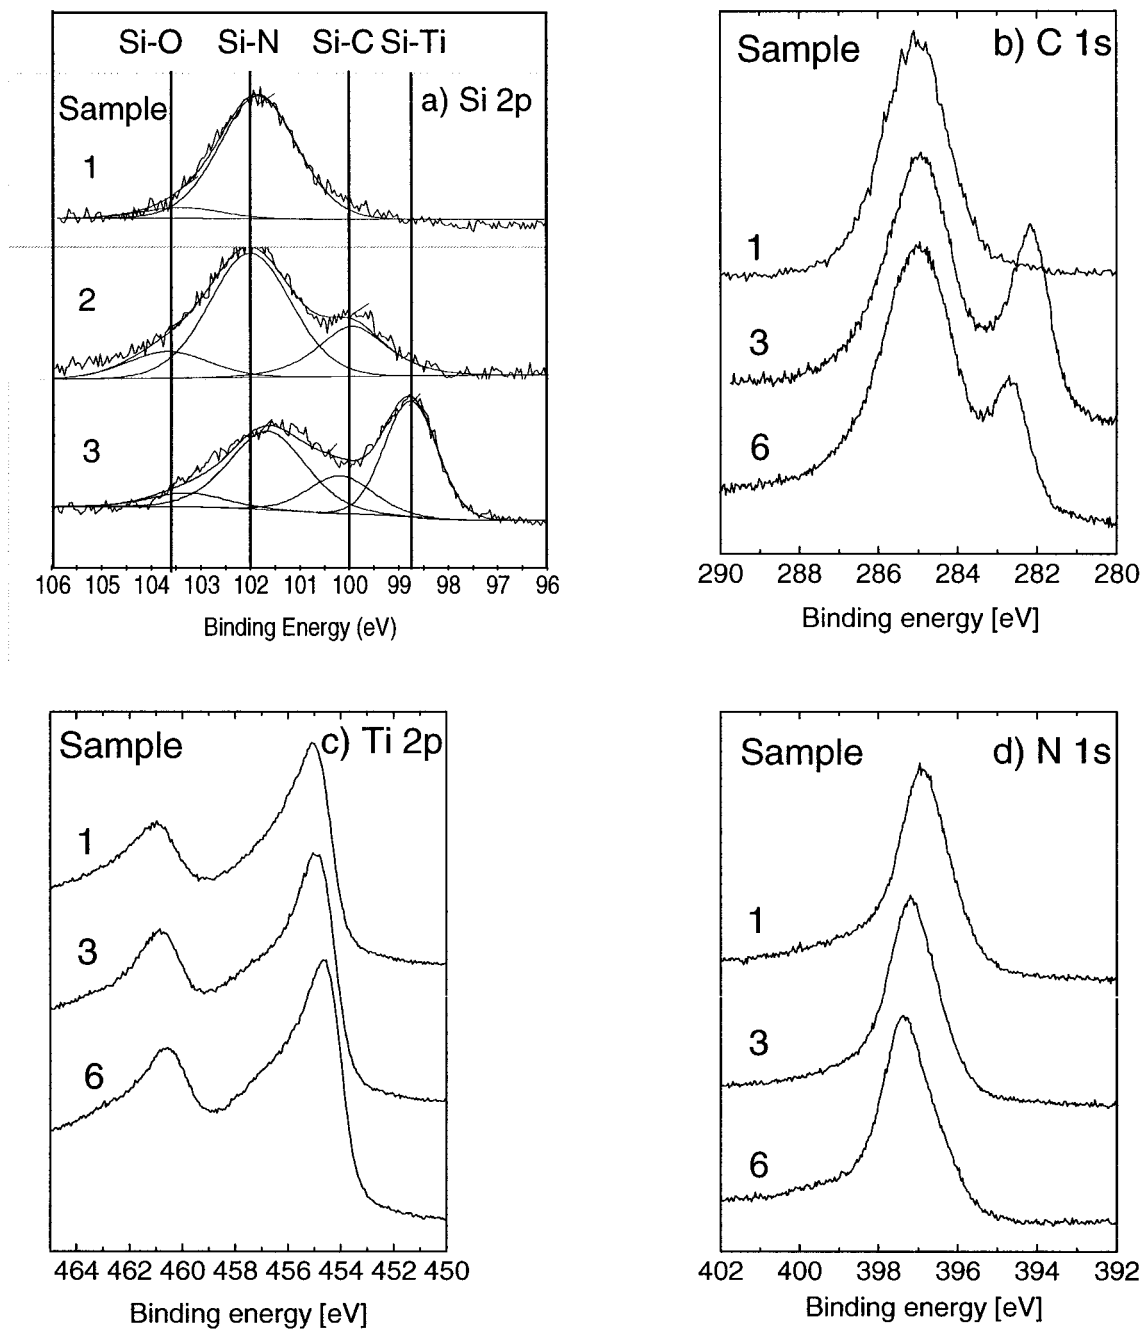 Si-O Si-N Si-C Si-Ti
a) Si 2p
Sample
1
2
3
106 105 104 103 102 101 100 99 98 97 96
Binding Energy (eV)
b) C 1s
Sample
1
3
6
290 288 286 284 282 280
Binding energy [eV]
c) Ti 2p
Sample
1
3
6
464 462 460 458 456 454 452 450
Binding energy [eV]
d) N 1s
Sample
1
3
6
402 400 398 396 394 392
Binding energy [eV]